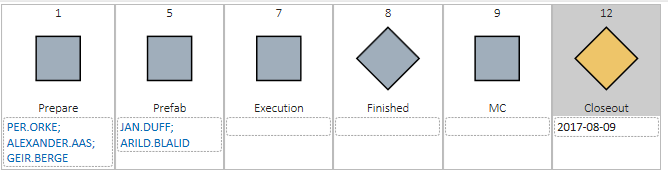 1 5 7 8 9 12
Prepare Prefab Execution Finished MC Closeout
PER.ORKE; JAN.DUFF; 2017-08-09
ALEXANDER.AAS; ARILD.BLALID
GEIR.BERGE